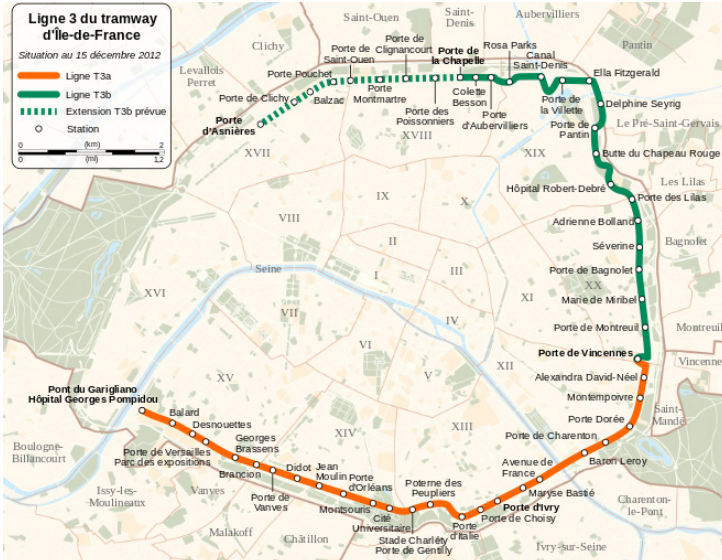 Ligne 3 du tramway
d'Île-de-France
Situation au 15 décembre 2012
Ligne T3a
Ligne T3b
Extension T3b prévue
Station
0
(km)
2
0
(mi)
1,2
Saint-Ouen
Saint-
Denis
Aubervilliers
Clichy
Pantin
Levallois
Perret
Porte de
Saint-Ouen
Porte de
Clignancourt
Porte de
la Chapelle
Rosa Parks
Canal
Saint-Denis
Ella Fitzgerald
Porte Pouchet
Porte de Clichy
Balzac
Porte
Montmartre
Colette
Besson
Porte de
la Villette
Delphine Seyrig
Porte
d'Asnières
Porte des
Poissonniers
Porte
d'Aubervilliers
Le Pré-Saint-Gervais
Porte de
Pantin
XVII
XVIII
XIX
Butte du Chapeau Rouge
Les Lilas
Hôpital Robert-Debré
Porte des Lilas
IX
X
VIII
Adrienne Bolland
Bagnolet
II
Séverine
Seine
I
III
Porte de Bagnolet
XX
XVI
XI
Marie de Miribel
VII
IV
Porte de Montreuil
Montreuil
VI
Porte de Vincennes
Vincennes
XV
V
XII
Alexandra David-Néel
Pont du Garigliano
Hôpital Georges Pompidou
Montempoivre
Saint-
Mandé
Balard
Desnouettes
Porte Dorée
XIV
XIII
Porte de Charenton
Boulogne-
Billancourt
Porte de Versailles
Parc des expositions
Georges
Brassens
Baron Leroy
Brancion
Didot
Jean
Moulin
Porte
d'Orléans
Avenue de
France
Issy-les-
Moulineaux
Vanves
Porte de
Vanves
Poterne des
Peupliers
Maryse Bastié
Charenton-
le-Pont
Montsouris
Porte d'Ivry
Cité
Universitaire
Porte de Choisy
Porte
d'Italie
Malakoff
Châtillon
Stade Charléty
Porte de Gentilly
Ivry-sur-Seine